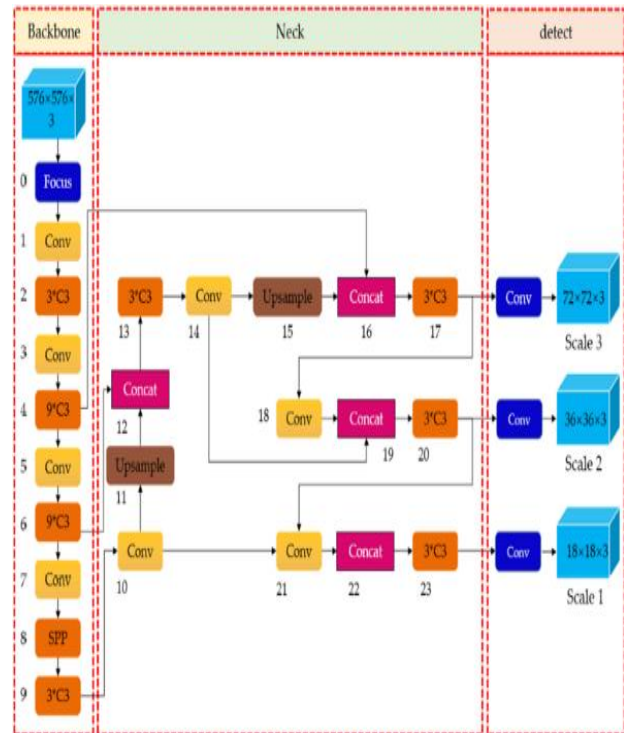 Backbone
Neck
detect
576×576×
3
0
Focus
1
Conv
2
3*C3
3
Conv
4
9*C3
5
Conv
6
9*C3
7
Conv
8
SPP
9
3*C3
3*C3
13
Conv
14
Upsample
15
Concat
16
3*C3
17
Conv
72×72×3
Scale 3
Concat
12
Upsample
11
Conv
10
18
Conv
Concat
19
3*C3
20
Conv
36×36×3
Scale 2
Conv
21
Concat
22
3*C3
23
Conv
18×18×3
Scale 1